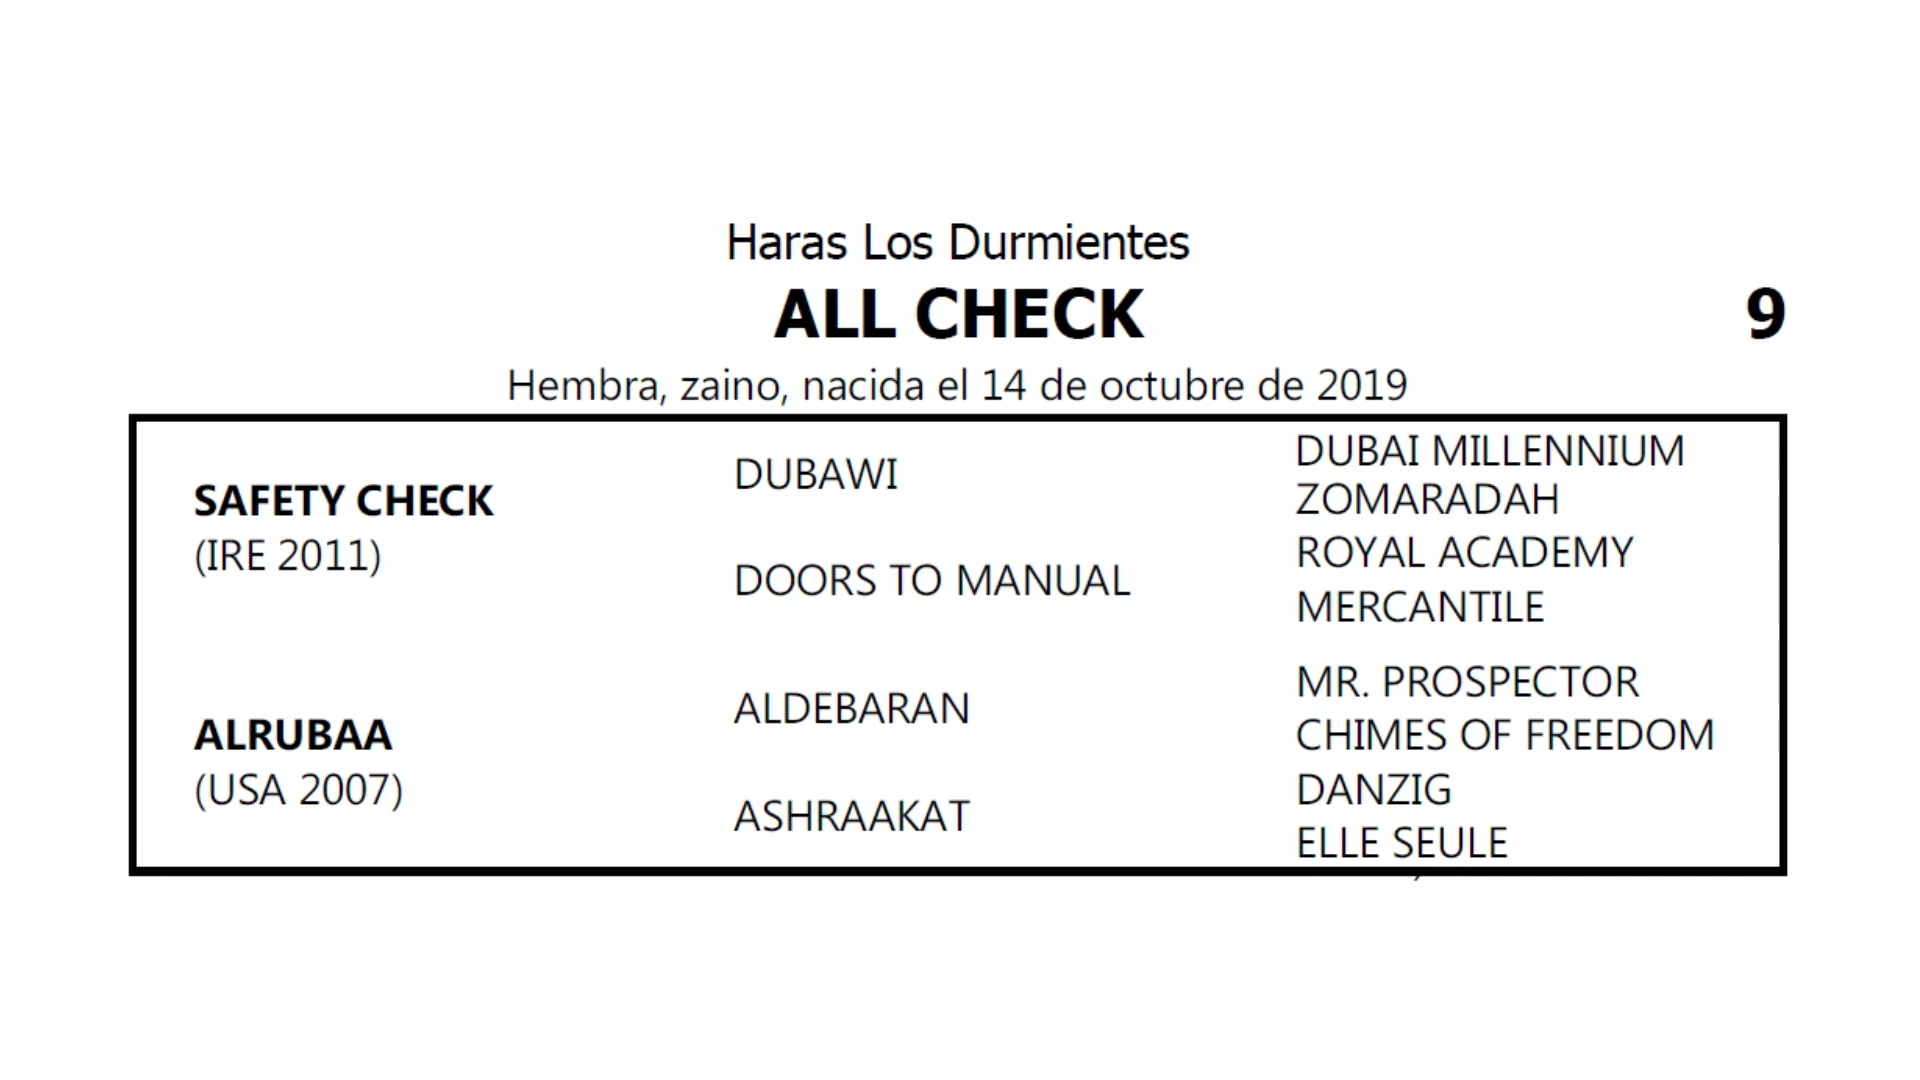 Haras Los Durmientes
ALL CHECK
9
Hembra, zaino, nacida el 14 de octubre de 2019
SAFETY CHECK
(IRE 2011)
DUBAWI
DOORS TO MANUAL
DUBAI MILLENNIUM
ZOMARADAH
ROYAL ACADEMY
MERCANTILE
ALRUBAA
(USA 2007)
ALDEBARAN
ASHRAAKAT
MR. PROSPECTOR
CHIMES OF FREEDOM
DANZIG
ELLE SEULE